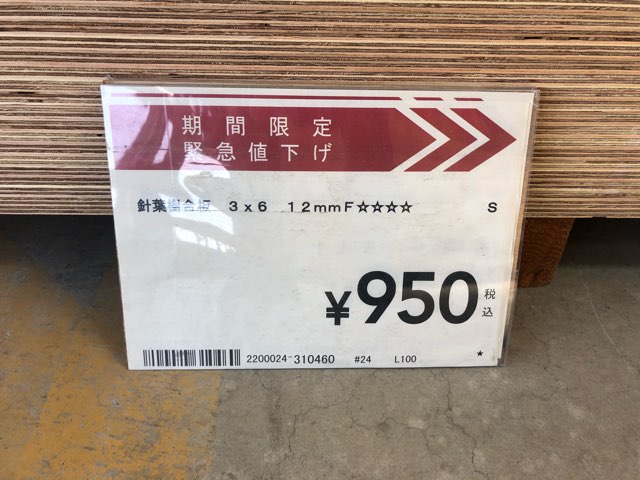 期間限定
緊急値下げ
針葉樹合板 3x6 12mmF☆☆☆☆ S
¥950 税込
2200024-310460 #24 L100 ★